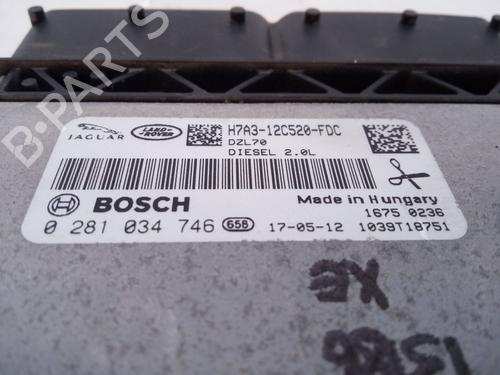 B-PARTS
JAGUAR
LAND-ROVER
H7A3-12C520-FDC
DZL70
DIESEL 2.0L
BOSCH
Made in Hungary
1675 0236
0 281 034 746 658 17-05-12 1039T18751
XE